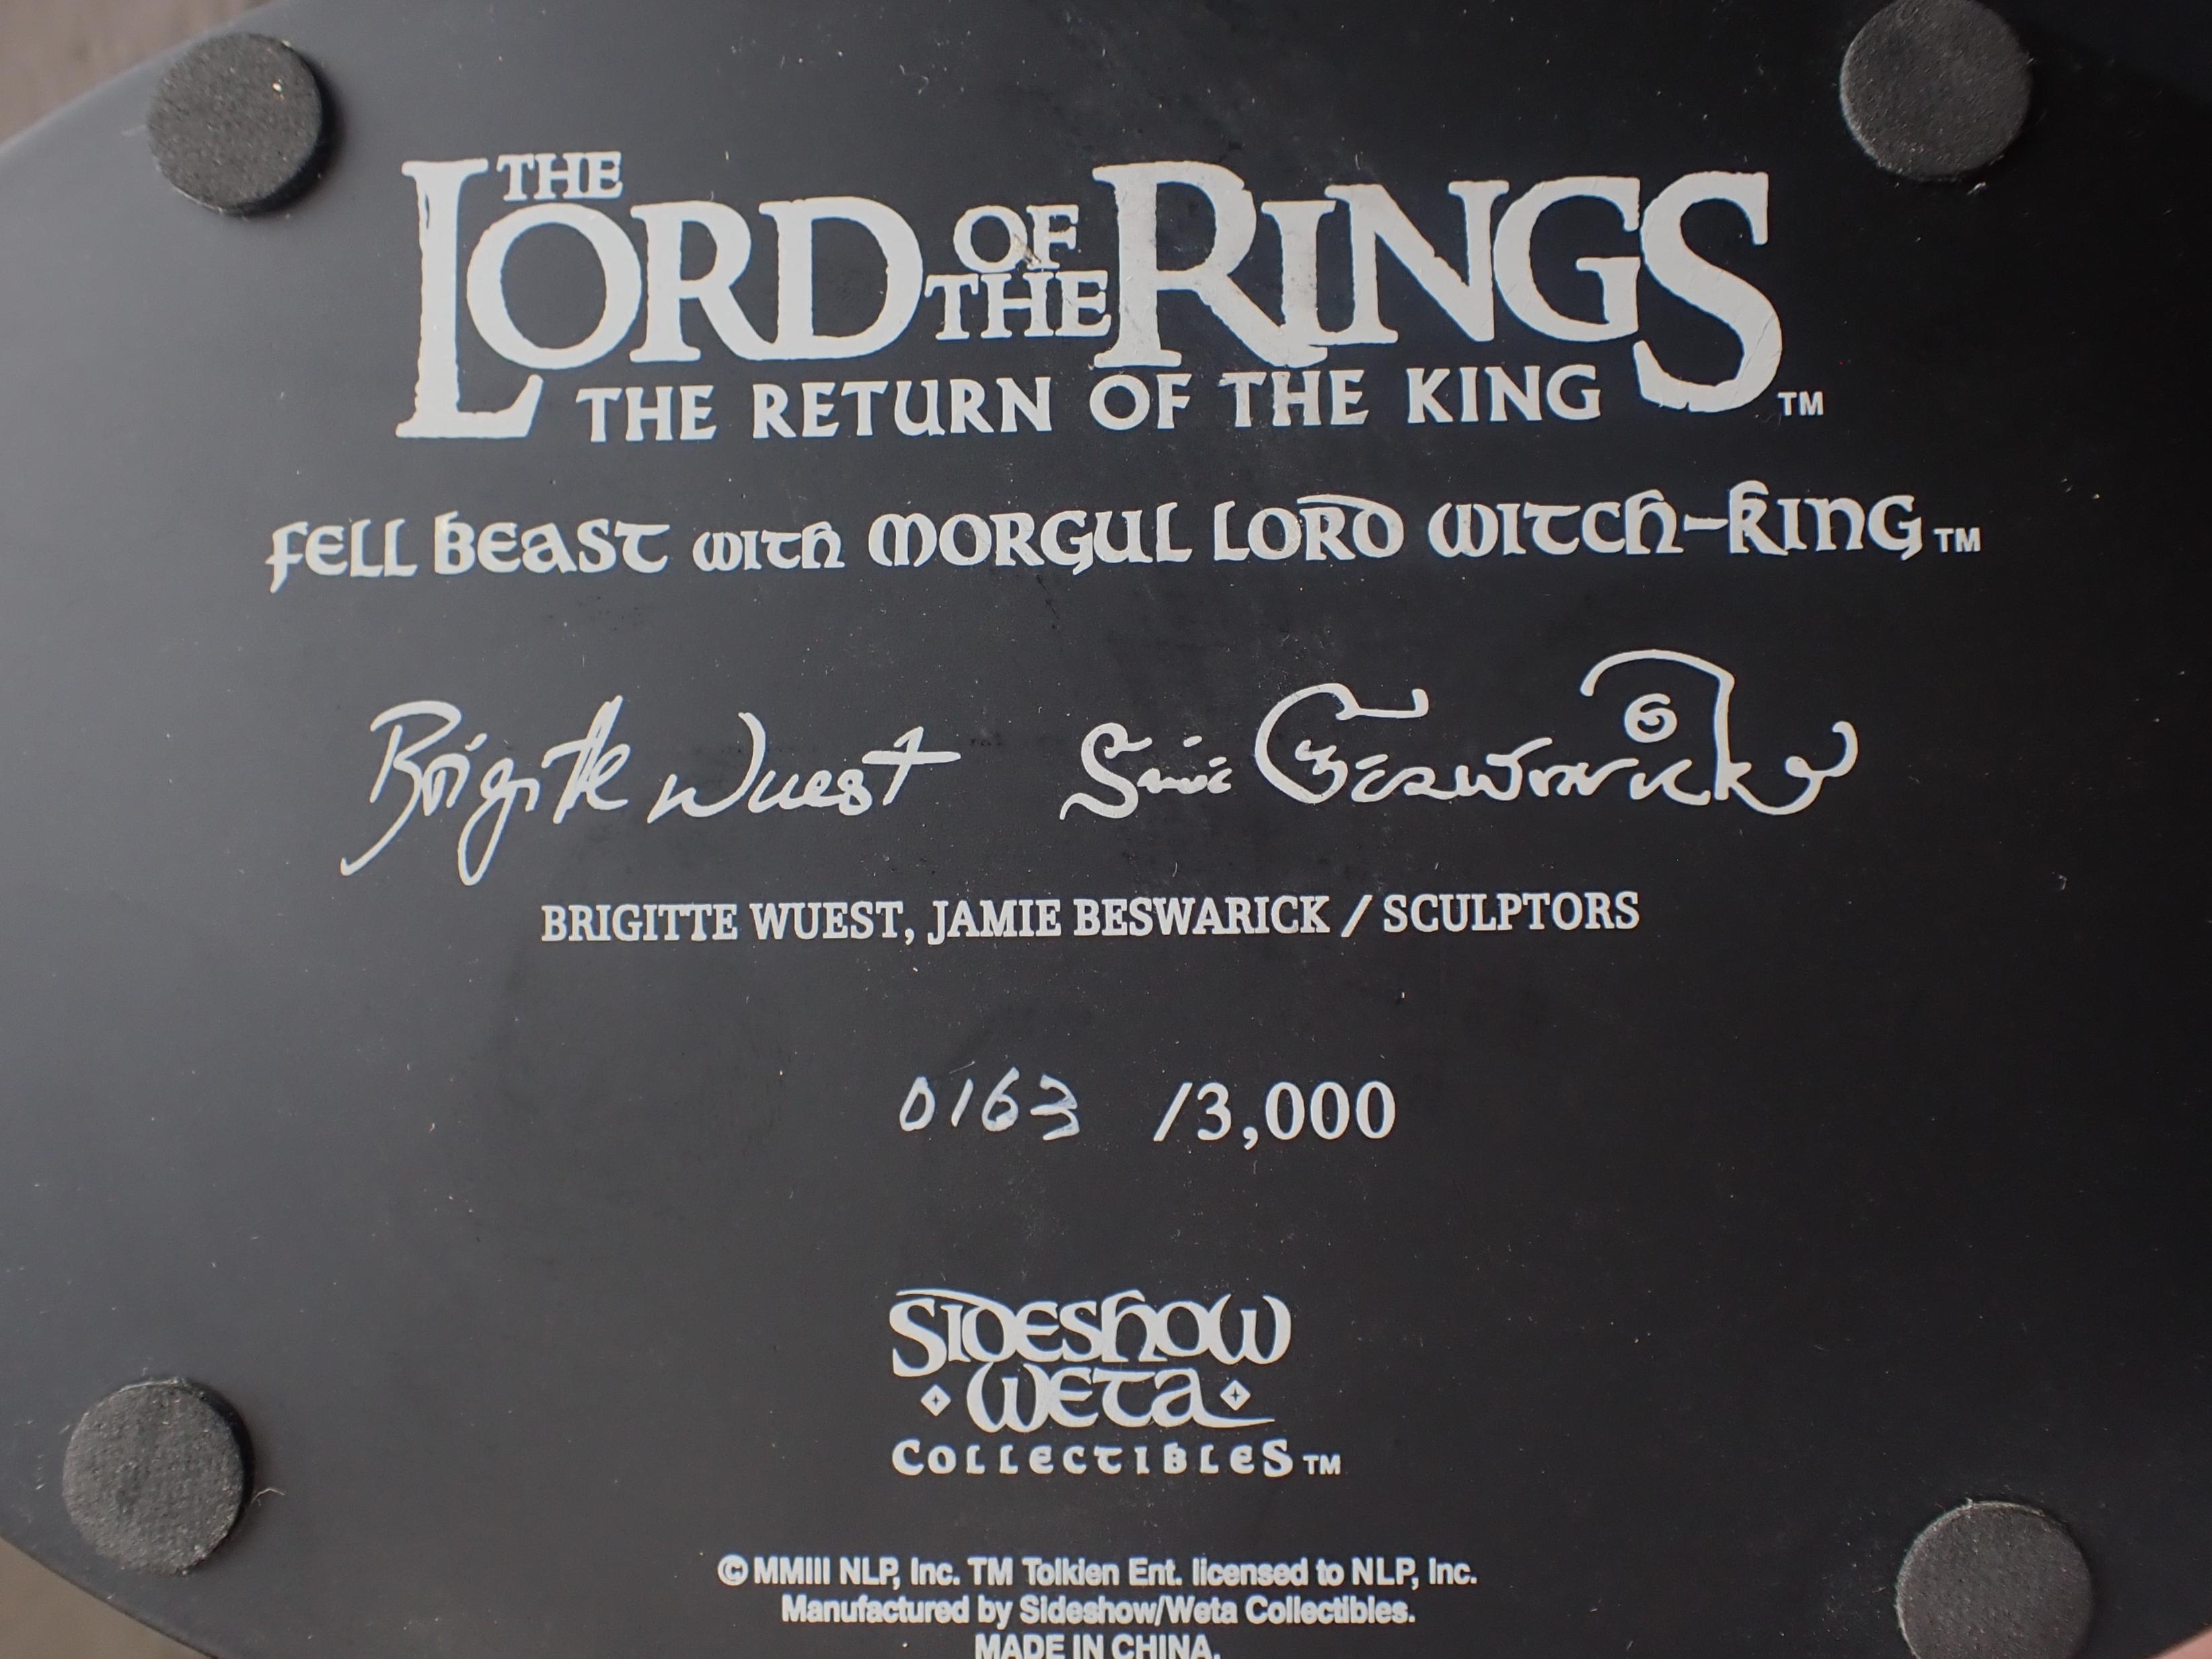 THE LORD OF THE RINGS
THE RETURN OF THE KING TM
FELL BEAST WITH MORGUL LORD WITCH-KING TM
Brigitte Wuest Jamie Beswarick
BRIGITTE WUEST, JAMIE BESWARICK / SCULPTORS
0163 /3,000
SIDESHOW
WETA
COLLECTIBLES TM
© MMIII NLP, Inc. TM Tolkien Ent. licensed to NLP, Inc.
Manufactured by Sideshow/Weta Collectibles.
MADE IN CHINA.